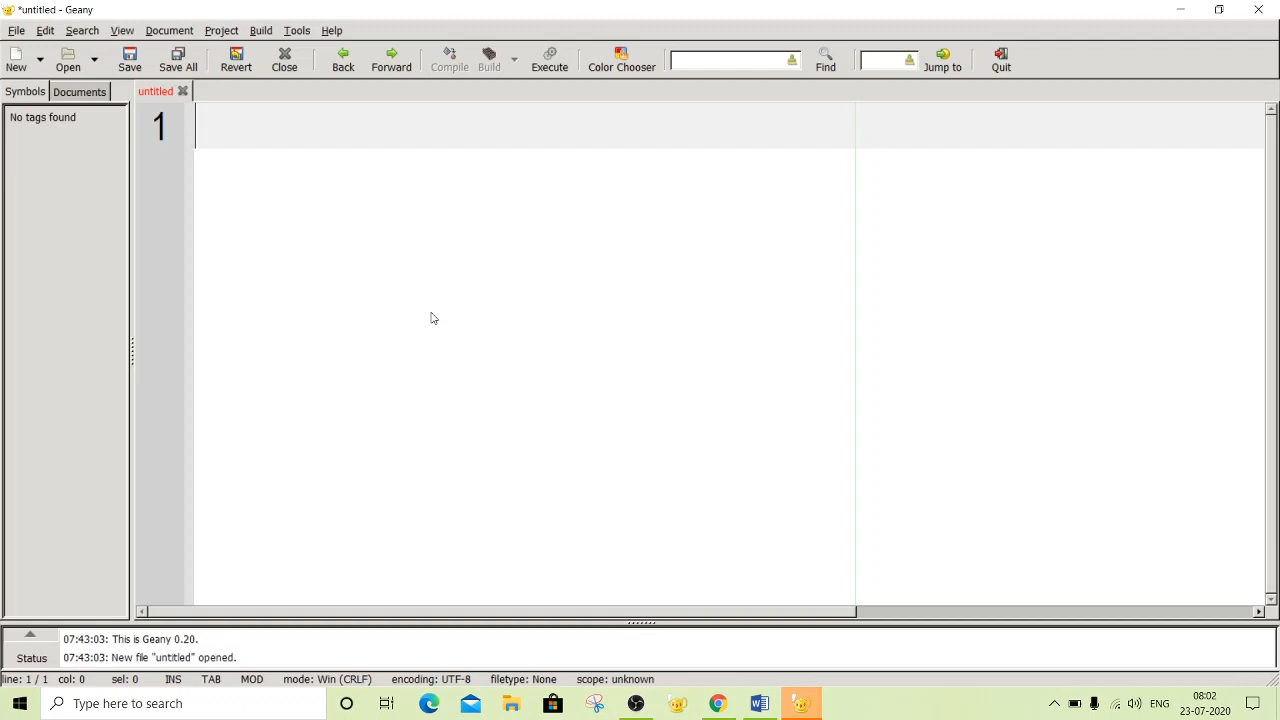 *untitled - Geany
File Edit Search View Document Project Build Tools Help
New Open Save Save All Revert Close Back Forward Compile Build Execute Color Chooser Find Jump to Quit
Symbols Documents untitled
No tags found
1
07:43:03: This is Geany 0.20.
Status 07:43:03: New file "untitled" opened.
line: 1 / 1 col: 0 sel: 0 INS TAB MOD mode: Win (CRLF) encoding: UTF-8 filetype: None scope: unknown
Type here to search ENG 08:02
23-07-2020